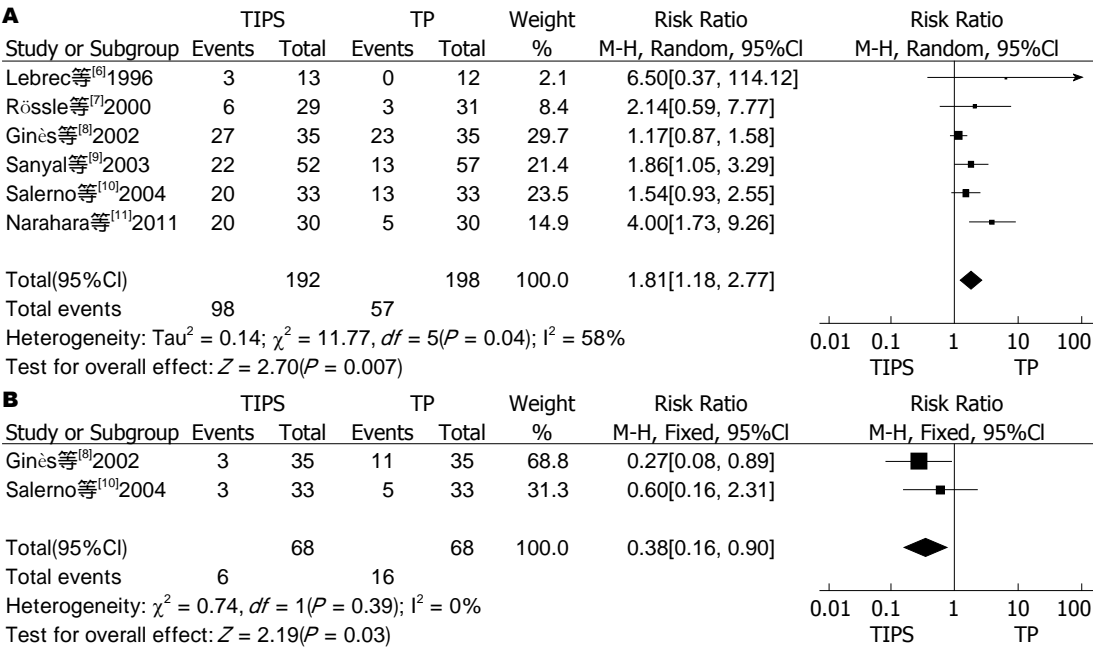 A TIPS TP Weight Risk Ratio Risk Ratio
Study or Subgroup Events Total Events Total % M-H, Random, 95%CI M-H, Random, 95%CI
Lebrec等[6]1996 3 13 0 12 2.1 6.50[0.37, 114.12]
Rössle等[7]2000 6 29 3 31 8.4 2.14[0.59, 7.77]
Ginès等[8]2002 27 35 23 35 29.7 1.17[0.87, 1.58]
Sanyal等[9]2003 22 52 13 57 21.4 1.86[1.05, 3.29]
Salerno等[10]2004 20 33 13 33 23.5 1.54[0.93, 2.55]
Narahara等[11]2011 20 30 5 30 14.9 4.00[1.73, 9.26]
Total(95%CI) 192 198 100.0 1.81[1.18, 2.77]
Total events 98 57
Heterogeneity: Tau² = 0.14; χ² = 11.77, df = 5(P = 0.04); I² = 58%
0.01 0.1 1 10 100
Test for overall effect: Z = 2.70(P = 0.007)
TIPS TP
B TIPS TP Weight Risk Ratio Risk Ratio
Study or Subgroup Events Total Events Total % M-H, Fixed, 95%CI M-H, Fixed, 95%CI
Ginès等[8]2002 3 35 11 35 68.8 0.27[0.08, 0.89]
Salerno等[10]2004 3 33 5 33 31.3 0.60[0.16, 2.31]
Total(95%CI) 68 68 100.0 0.38[0.16, 0.90]
Total events 6 16
Heterogeneity: χ² = 0.74, df = 1(P = 0.39); I² = 0%
0.01 0.1 1 10 100
Test for overall effect: Z = 2.19(P = 0.03)
TIPS TP